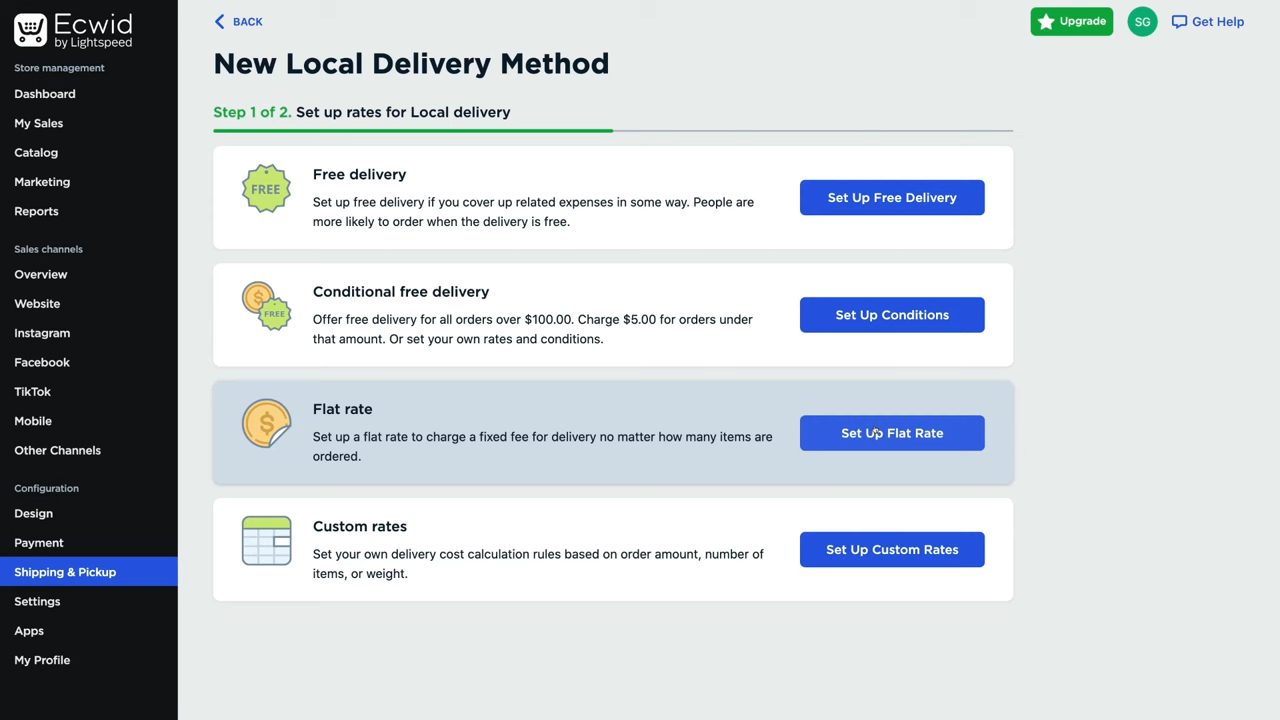 Ecwid
by Lightspeed
Store management
Dashboard
My Sales
Catalog
Marketing
Reports
Sales channels
Overview
Website
Instagram
Facebook
TikTok
Mobile
Other Channels
Configuration
Design
Payment
Shipping & Pickup
Settings
Apps
My Profile
BACK
Upgrade
SG
Get Help
New Local Delivery Method
Step 1 of 2. Set up rates for Local delivery
FREE
Free delivery
Set up free delivery if you cover up related expenses in some way. People are
more likely to order when the delivery is free.
Set Up Free Delivery
$
FREE
Conditional free delivery
Offer free delivery for all orders over $100.00. Charge $5.00 for orders under
that amount. Or set your own rates and conditions.
Set Up Conditions
$
Flat rate
Set up a flat rate to charge a fixed fee for delivery no matter how many items are
ordered.
Set Up Flat Rate
Custom rates
Set your own delivery cost calculation rules based on order amount, number of
items, or weight.
Set Up Custom Rates